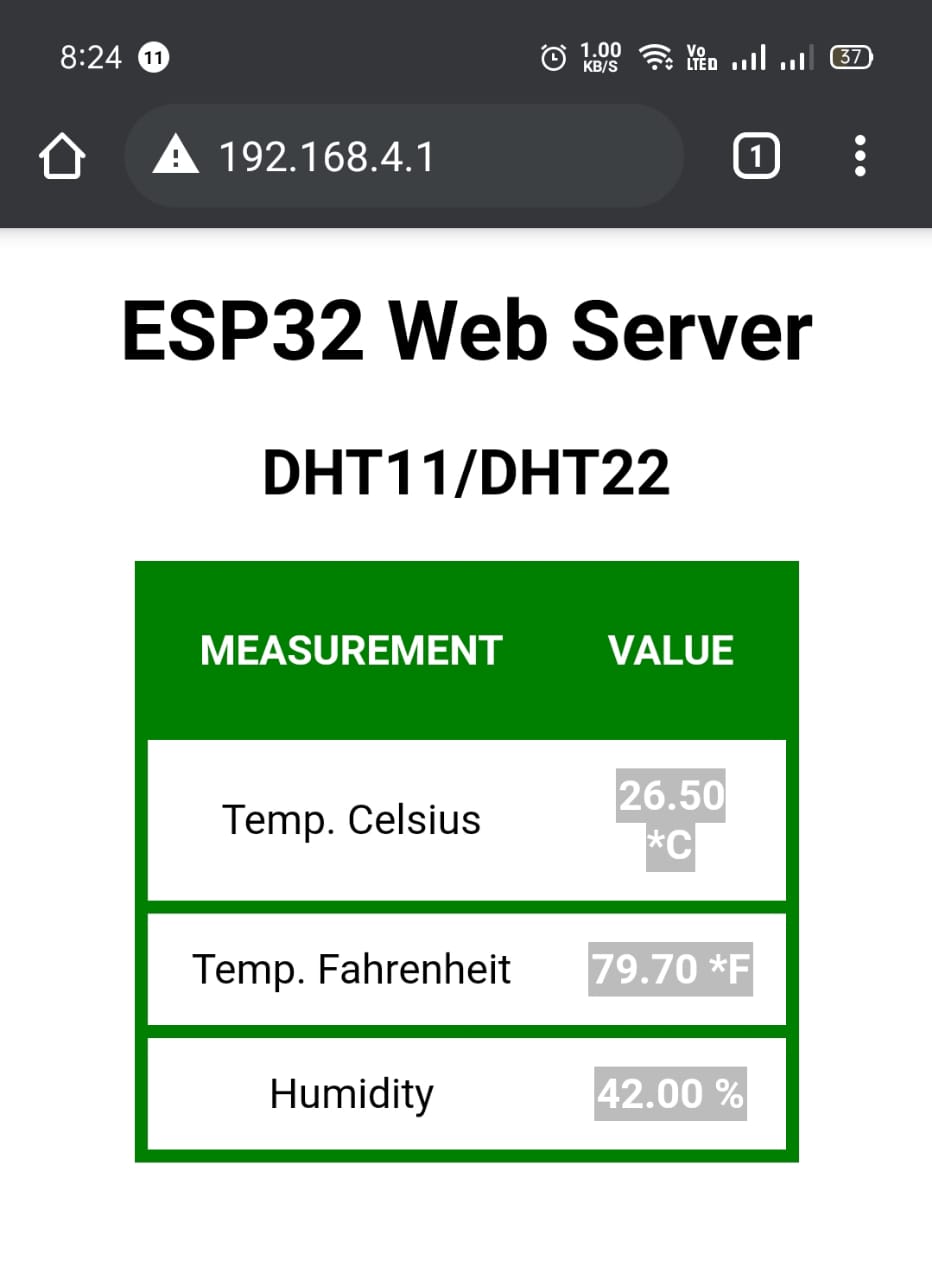 8:24 11 1.00 KB/S Vo LTED 37
192.168.4.1 1
ESP32 Web Server
DHT11/DHT22
MEASUREMENT VALUE
Temp. Celsius 26.50 *C
Temp. Fahrenheit 79.70 *F
Humidity 42.00 %